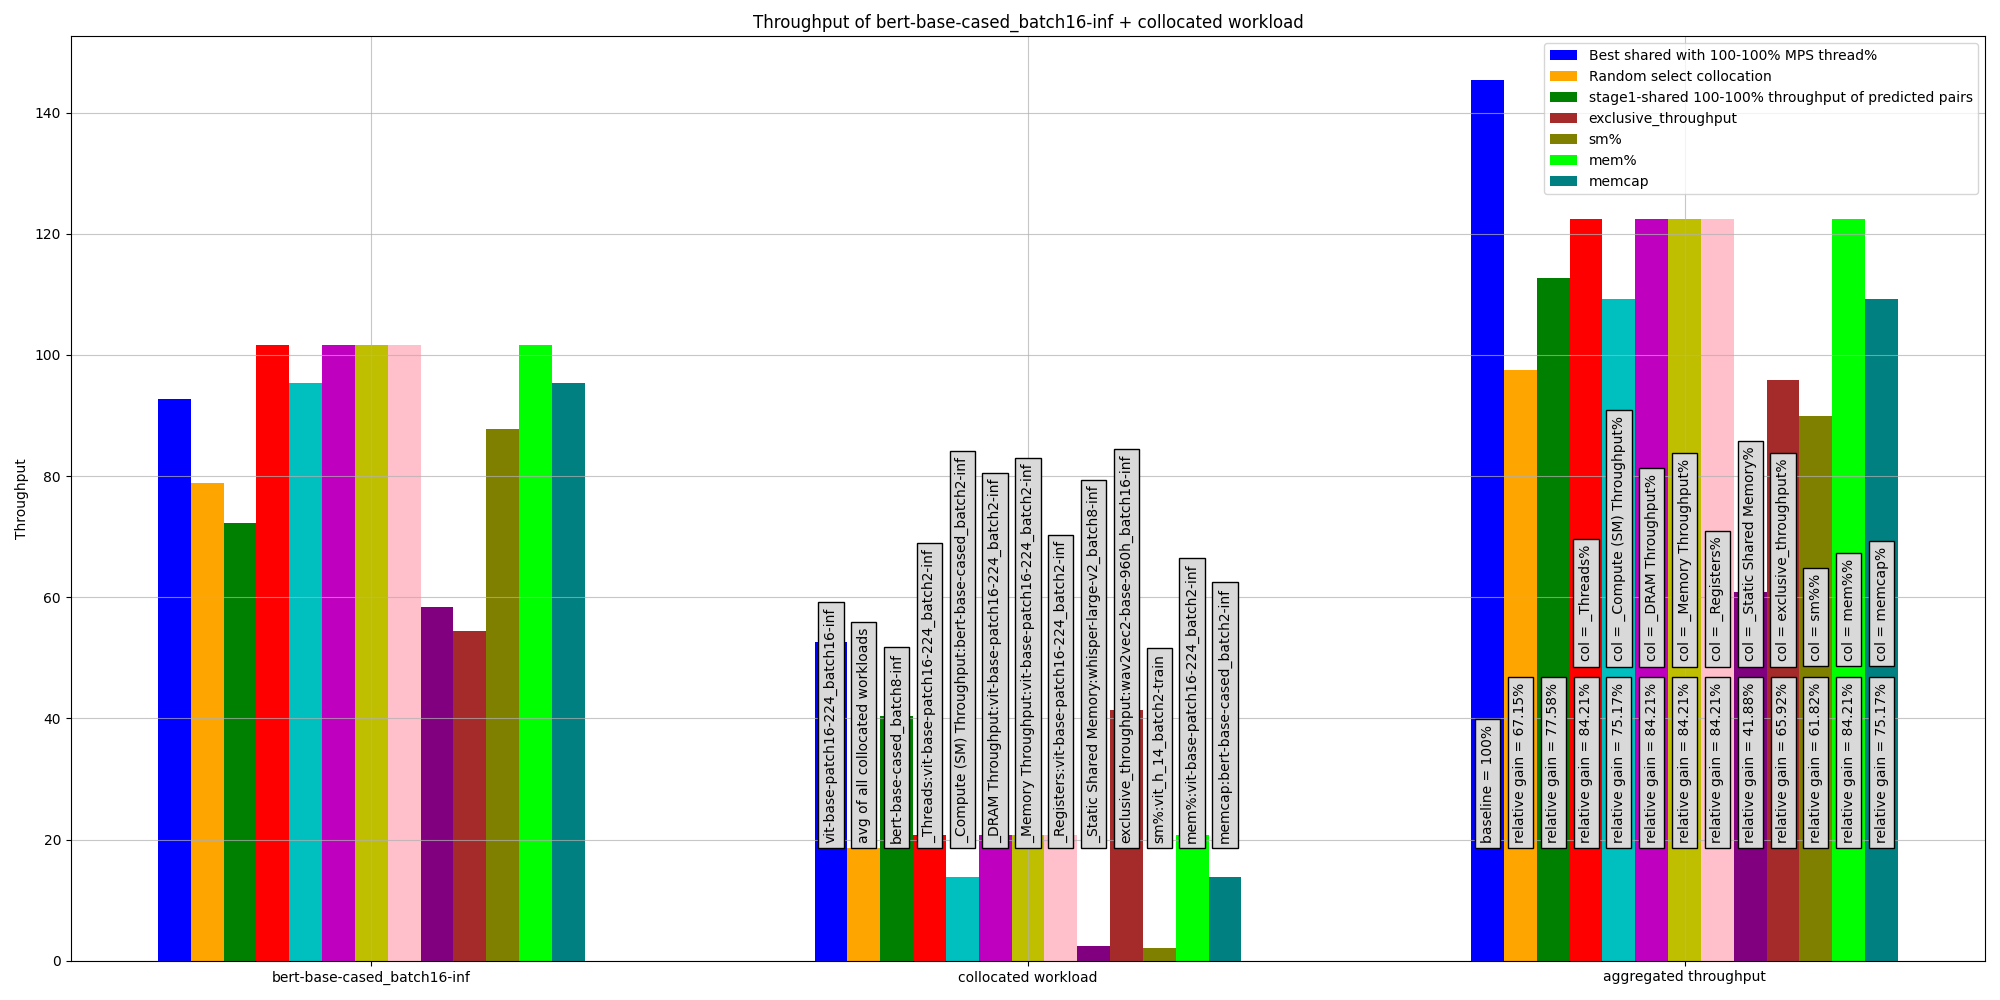 Throughput of bert-base-cased_batch16-inf + collocated workload
Best shared with 100-100% MPS thread%
Random select collocation
stage1-shared 100-100% throughput of predicted pairs
exclusive_throughput
sm%
mem%
memcap
Throughput
140
120
100
80
60
40
20
0
vit-base-patch16-224_batch16-inf
avg of all collocated workloads
bert-base-cased_batch8-inf
_Threads:vit-base-patch16-224_batch2-inf
_Compute (SM) Throughput:bert-base-cased_batch2-inf
_DRAM Throughput:vit-base-patch16-224_batch2-inf
_Memory Throughput:vit-base-patch16-224_batch2-inf
_Registers:vit-base-patch16-224_batch2-inf
_Static Shared Memory:whisper-large-v2_batch8-inf
exclusive_throughput:wav2vec2-base-960h_batch16-inf
sm%:vit_h_14_batch2-train
mem%:vit-base-patch16-224_batch2-inf
memcap:bert-base-cased_batch2-inf
col = _Threads%
col = _Compute (SM) Throughput%
col = _DRAM Throughput%
col = _Memory Throughput%
col = _Registers%
col = _Static Shared Memory%
col = exclusive_throughput%
col = sm%%
col = mem%%
col = memcap%
baseline = 100%
relative gain = 67.15%
relative gain = 77.58%
relative gain = 84.21%
relative gain = 75.17%
relative gain = 84.21%
relative gain = 84.21%
relative gain = 84.21%
relative gain = 41.88%
relative gain = 65.92%
relative gain = 61.82%
relative gain = 84.21%
relative gain = 75.17%
bert-base-cased_batch16-inf
collocated workload
aggregated throughput